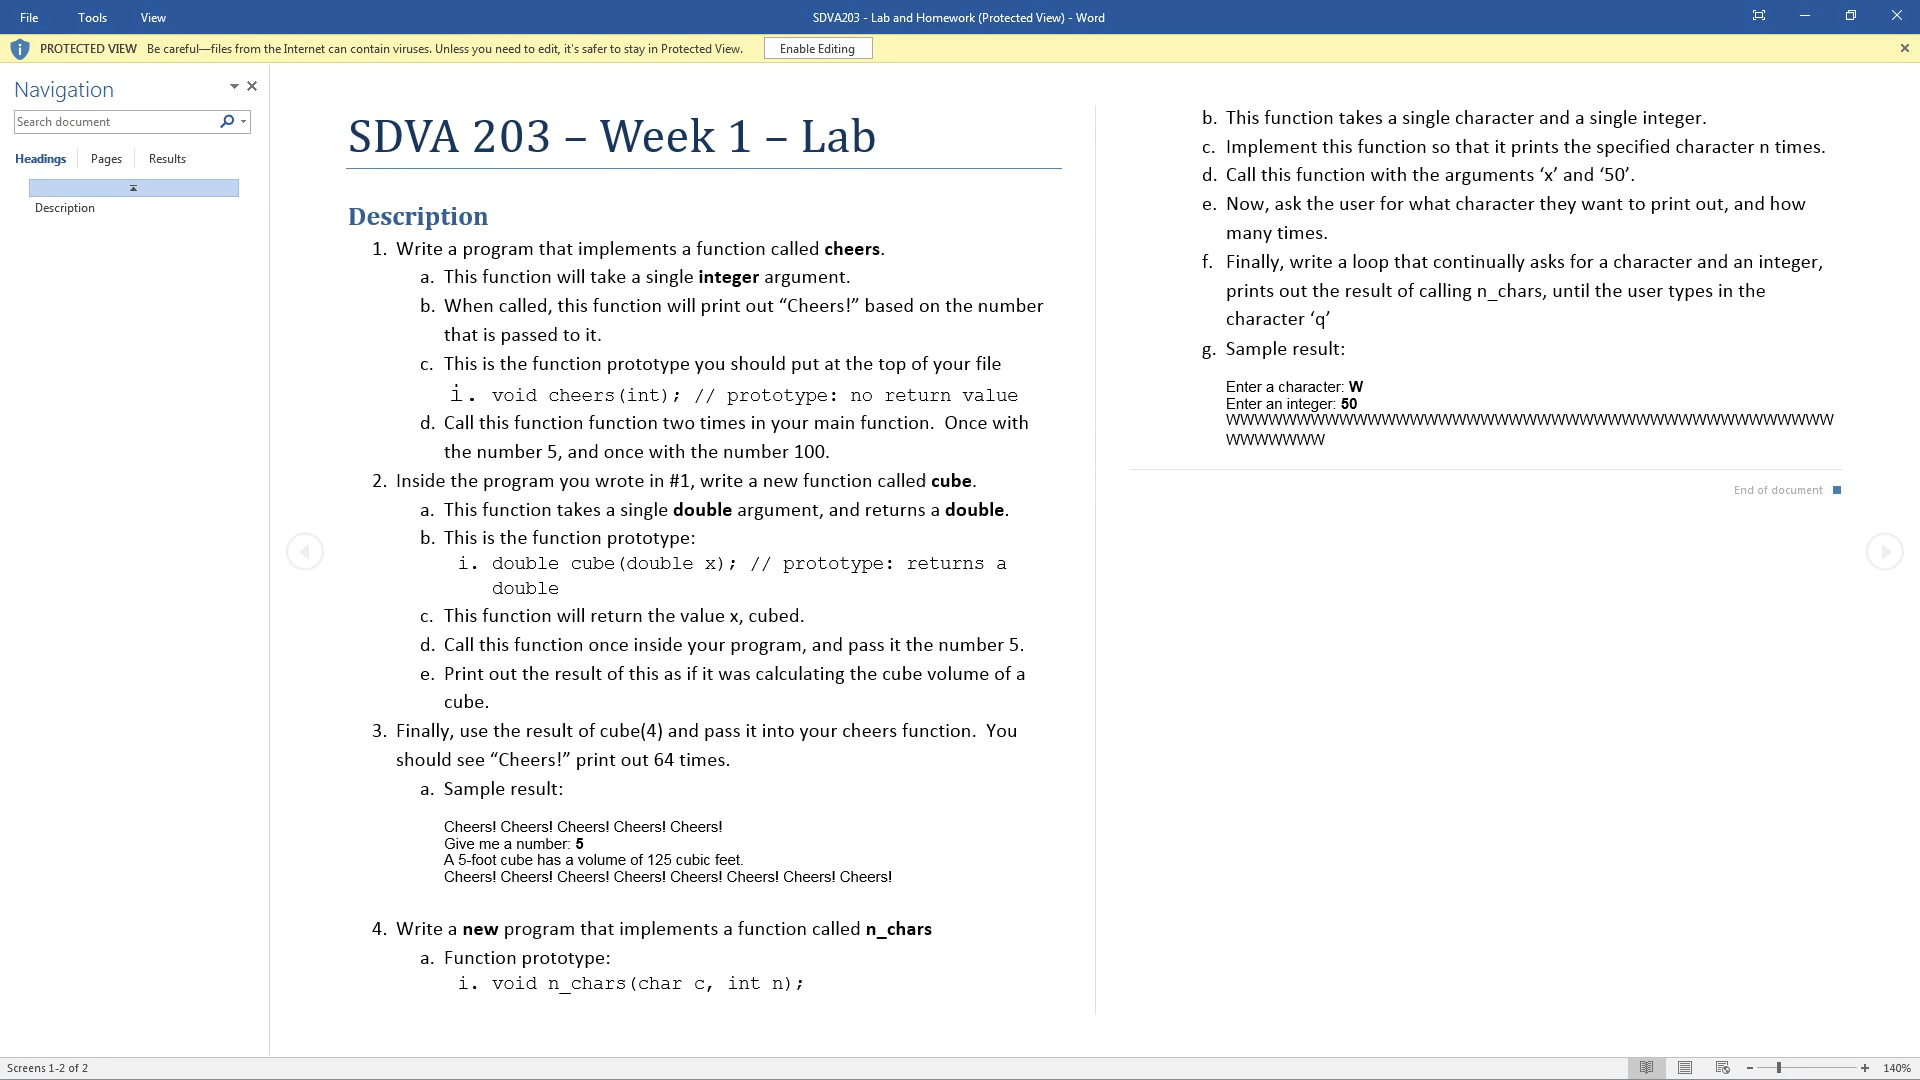 File Tools View SDVA203 - Lab and Homework (Protected View) - Word
PROTECTED VIEW Be careful—files from the Internet can contain viruses. Unless you need to edit, it's safer to stay in Protected View. Enable Editing
Navigation
Search document
Headings Pages Results
Description
SDVA 203 – Week 1 – Lab
Description
1. Write a program that implements a function called cheers.
a. This function will take a single integer argument.
b. When called, this function will print out “Cheers!” based on the number
that is passed to it.
c. This is the function prototype you should put at the top of your file
i. void cheers(int); // prototype: no return value
d. Call this function function two times in your main function. Once with
the number 5, and once with the number 100.
2. Inside the program you wrote in #1, write a new function called cube.
a. This function takes a single double argument, and returns a double.
b. This is the function prototype:
i. double cube(double x); // prototype: returns a
double
c. This function will return the value x, cubed.
d. Call this function once inside your program, and pass it the number 5.
e. Print out the result of this as if it was calculating the cube volume of a
cube.
3. Finally, use the result of cube(4) and pass it into your cheers function. You
should see “Cheers!” print out 64 times.
a. Sample result:
Cheers! Cheers! Cheers! Cheers! Cheers!
Give me a number: 5
A 5-foot cube has a volume of 125 cubic feet.
Cheers! Cheers! Cheers! Cheers! Cheers! Cheers! Cheers! Cheers!
4. Write a new program that implements a function called n_chars
a. Function prototype:
i. void n_chars(char c, int n);
b. This function takes a single character and a single integer.
c. Implement this function so that it prints the specified character n times.
d. Call this function with the arguments ‘x’ and ‘50’.
e. Now, ask the user for what character they want to print out, and how
many times.
f. Finally, write a loop that continually asks for a character and an integer,
prints out the result of calling n_chars, until the user types in the
character ‘q’
g. Sample result:
Enter a character: W
Enter an integer: 50
WWWWWWWWWWWWWWWWWWWWWWWWWWWWWWWWWWWWWWWWWWW
WWWWWWW
End of document
Screens 1-2 of 2 140%